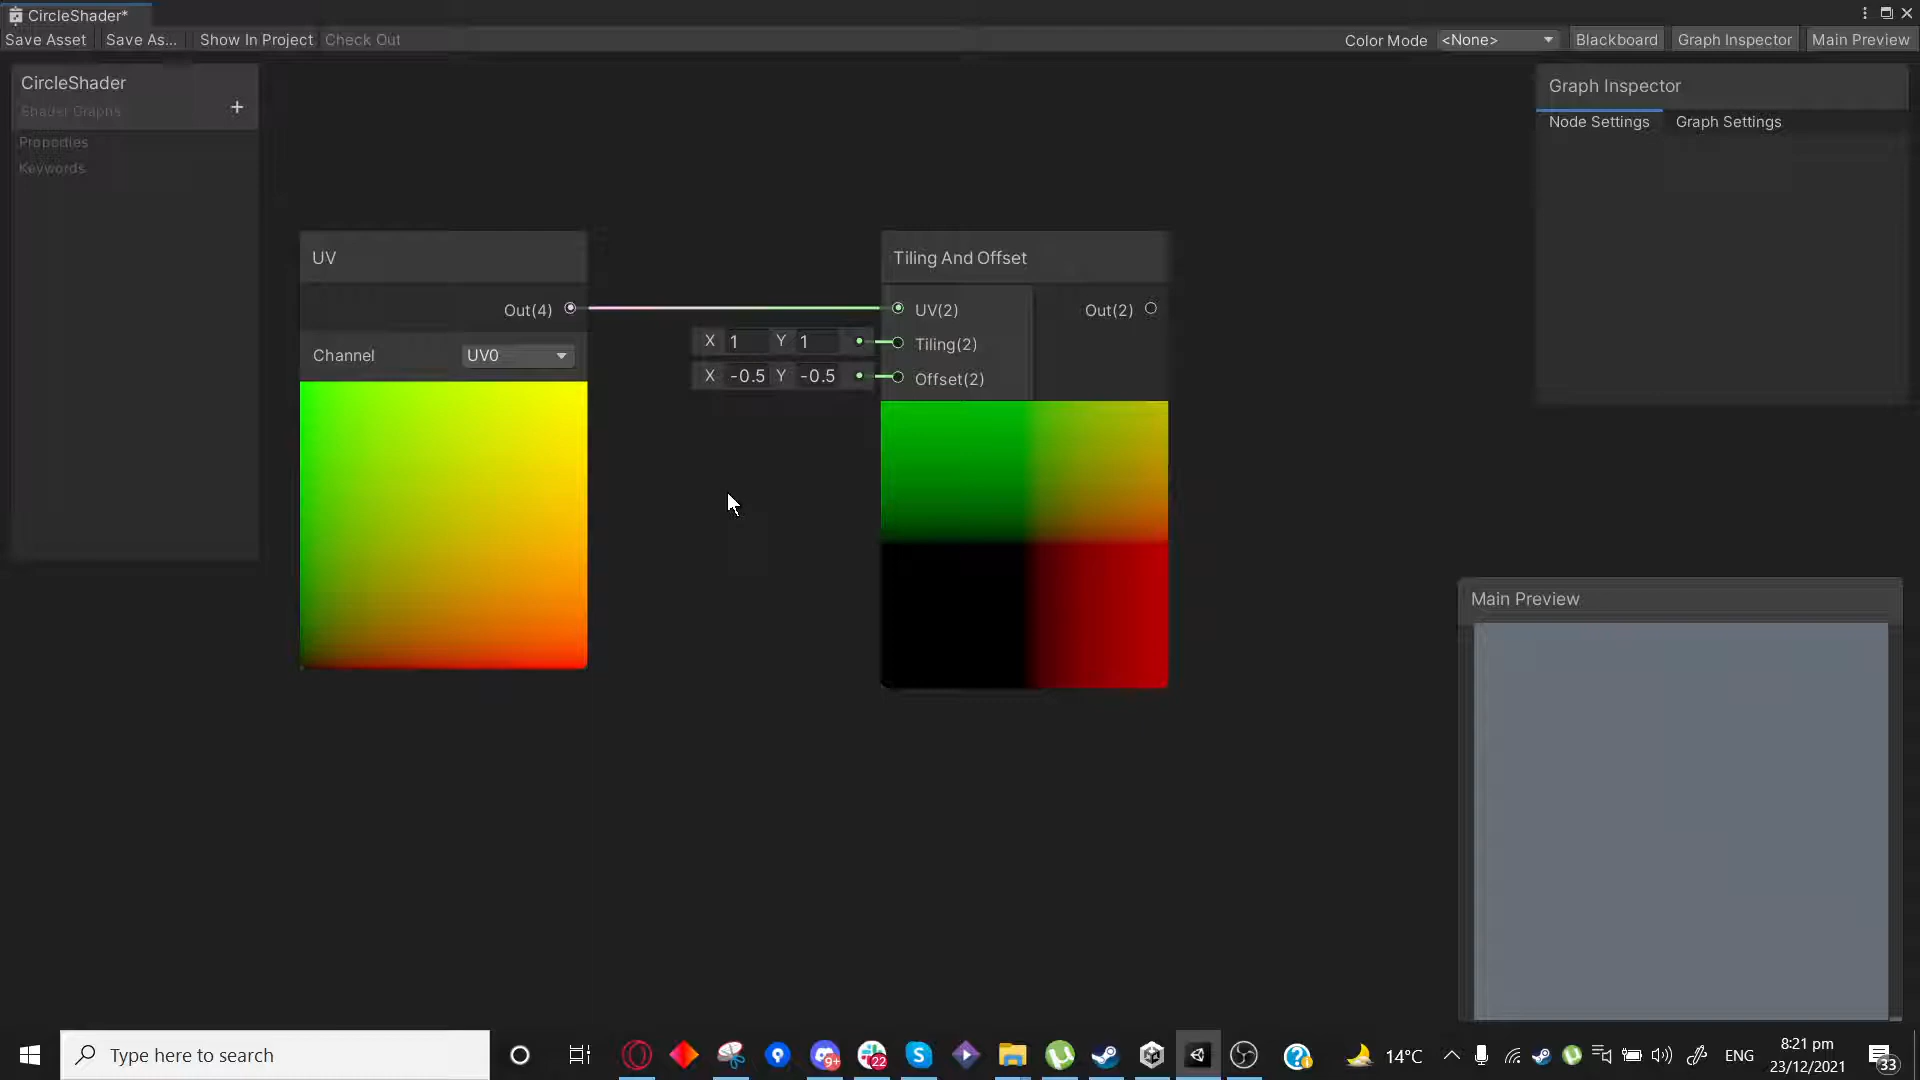 CircleShader*
Save Asset Save As... Show In Project Check Out Color Mode <None> Blackboard Graph Inspector Main Preview
CircleShader
Shader Graphs
+
Propodies
Keywords
Graph Inspector
Node Settings Graph Settings
UV
Out(4)
Channel UV0
Tiling And Offset
UV(2) Out(2)
X 1 Y 1 Tiling(2)
X -0.5 Y -0.5 Offset(2)
Main Preview
Type here to search
9+
22
14°C
ENG
8:21 pm
23/12/2021
33